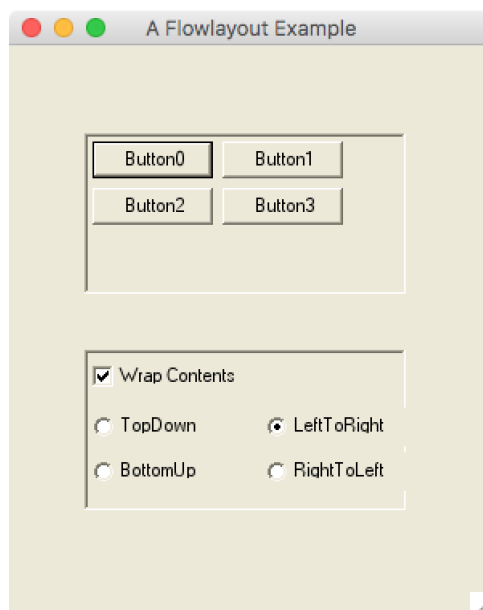 A Flowlayout Example
Button0 Button1
Button2 Button3
Wrap Contents
TopDown LeftToRight
BottomUp RightToLeft